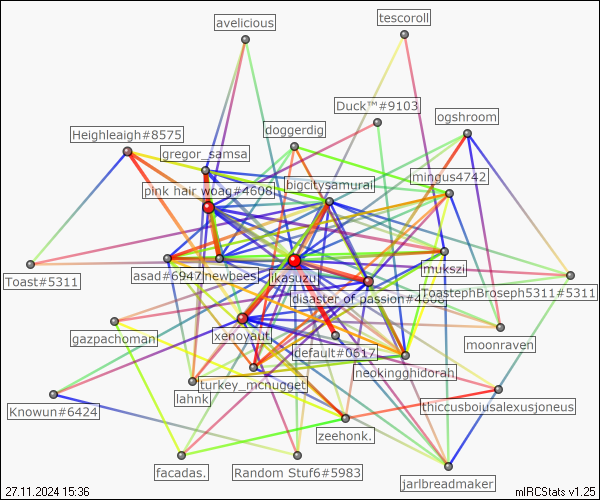 avelicious
tescoroll
Duck™#9103
ogshroom
doggerdig
Heighleaigh#8575
gregor_samsa
mingus4742
bigcitysamurai
pink hair woag#4608
mukszi
asad#6947
newbees
ikasuzu
Toast#5311
disaster of passion#4
ToastephBroseph5311#5311
xenoyaut
gazpachoman
default#0617
moonraven
neokingghidorah
turkey_mcnugget
lahnk
thiccusboiusalexusjoneus
Knowun#6424
zeehonk.
facadas.
Random Stuf6#5983
jarlbreadmaker
27.11.2024 15:36
mIRCStats v1.25